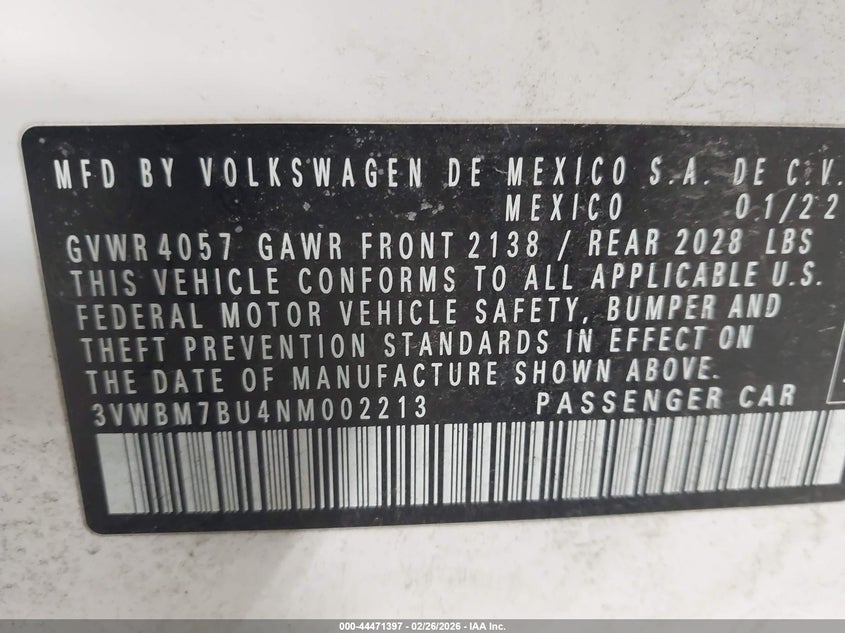 MFD BY VOLKSWAGEN DE MEXICO S.A. DE C.V.
MEXICO 01/22
GVWR 4057 GAWR FRONT 2138 / REAR 2028 LBS
THIS VEHICLE CONFORMS TO ALL APPLICABLE U.S.
FEDERAL MOTOR VEHICLE SAFETY, BUMPER AND
THEFT PREVENTION STANDARDS IN EFFECT ON
THE DATE OF MANUFACTURE SHOWN ABOVE.
3VWBM7BU4NM002213 PASSENGER CAR
000-44471397 - 02/26/2026 - IAA Inc.